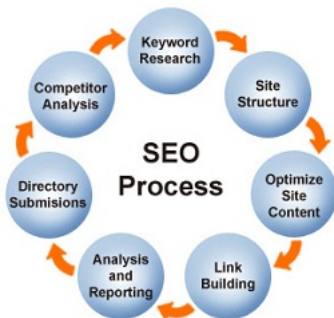 Keyword
Research
Site
Structure
Optimize
Site
Content
Link
Building
Analysis
and
Reporting
Directory
Submisions
Competitor
Analysis
SEO
Process